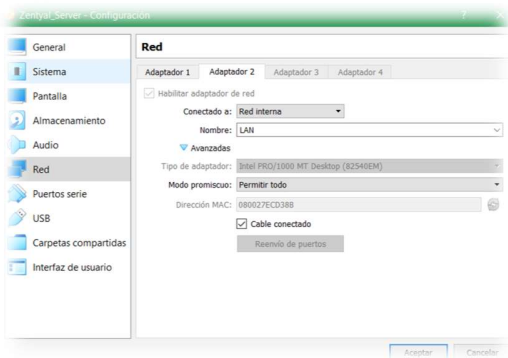 Zentyal_Server - Configuración
?
General
Sistema
Pantalla
Almacenamiento
Audio
Red
Puertos serie
USB
Carpetas compartidas
Interfaz de usuario
Red
Adaptador 1 Adaptador 2 Adaptador 3 Adaptador 4
Habilitar adaptador de red
Conectado a: Red interna
Nombre: LAN
Avanzadas
Tipo de adaptador: Intel PRO/1000 MT Desktop (82540EM)
Modo promiscuo: Permitir todo
Dirección MAC: 080027ECD38B
Cable conectado
Reenvío de puertos
Aceptar Cancelar